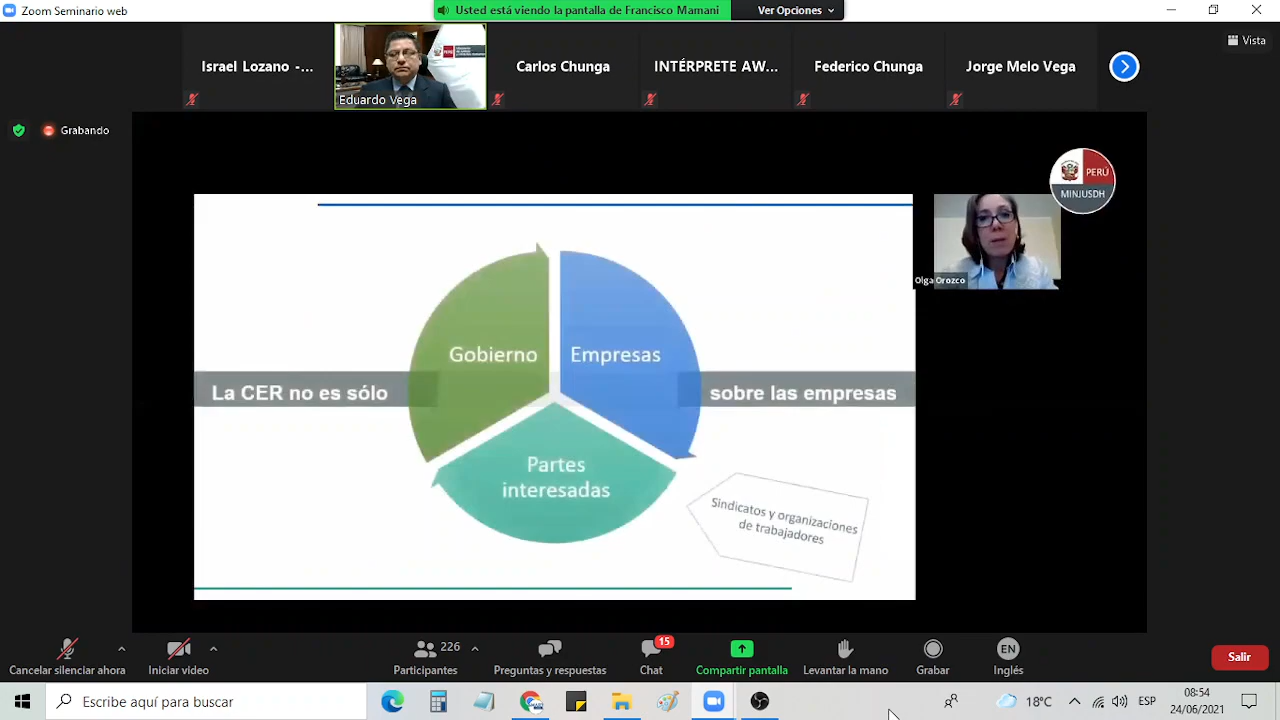 Zoom Seminario web
Usted está viendo la pantalla de Francisco Mamani
Ver Opciones
Vista
Israel Lozano -...
Eduardo Vega
Carlos Chunga
INTÉRPRETE AW...
Federico Chunga
Jorge Melo Vega
PERÚ
Grabando
PERÚ
MINJUSDH
Olga Orozco
Gobierno
Empresas
La CER no es sólo
sobre las empresas
Partes
interesadas
Sindicatos y organizaciones
de trabajadores
Cancelar silenciar ahora
Iniciar video
226
Participantes
Preguntas y respuestas
15
Chat
Compartir pantalla
Levantar la mano
Grabar
EN
Inglés
Salir
Escribe aquí para buscar
18°C
ESP
08:54
24/06/2021